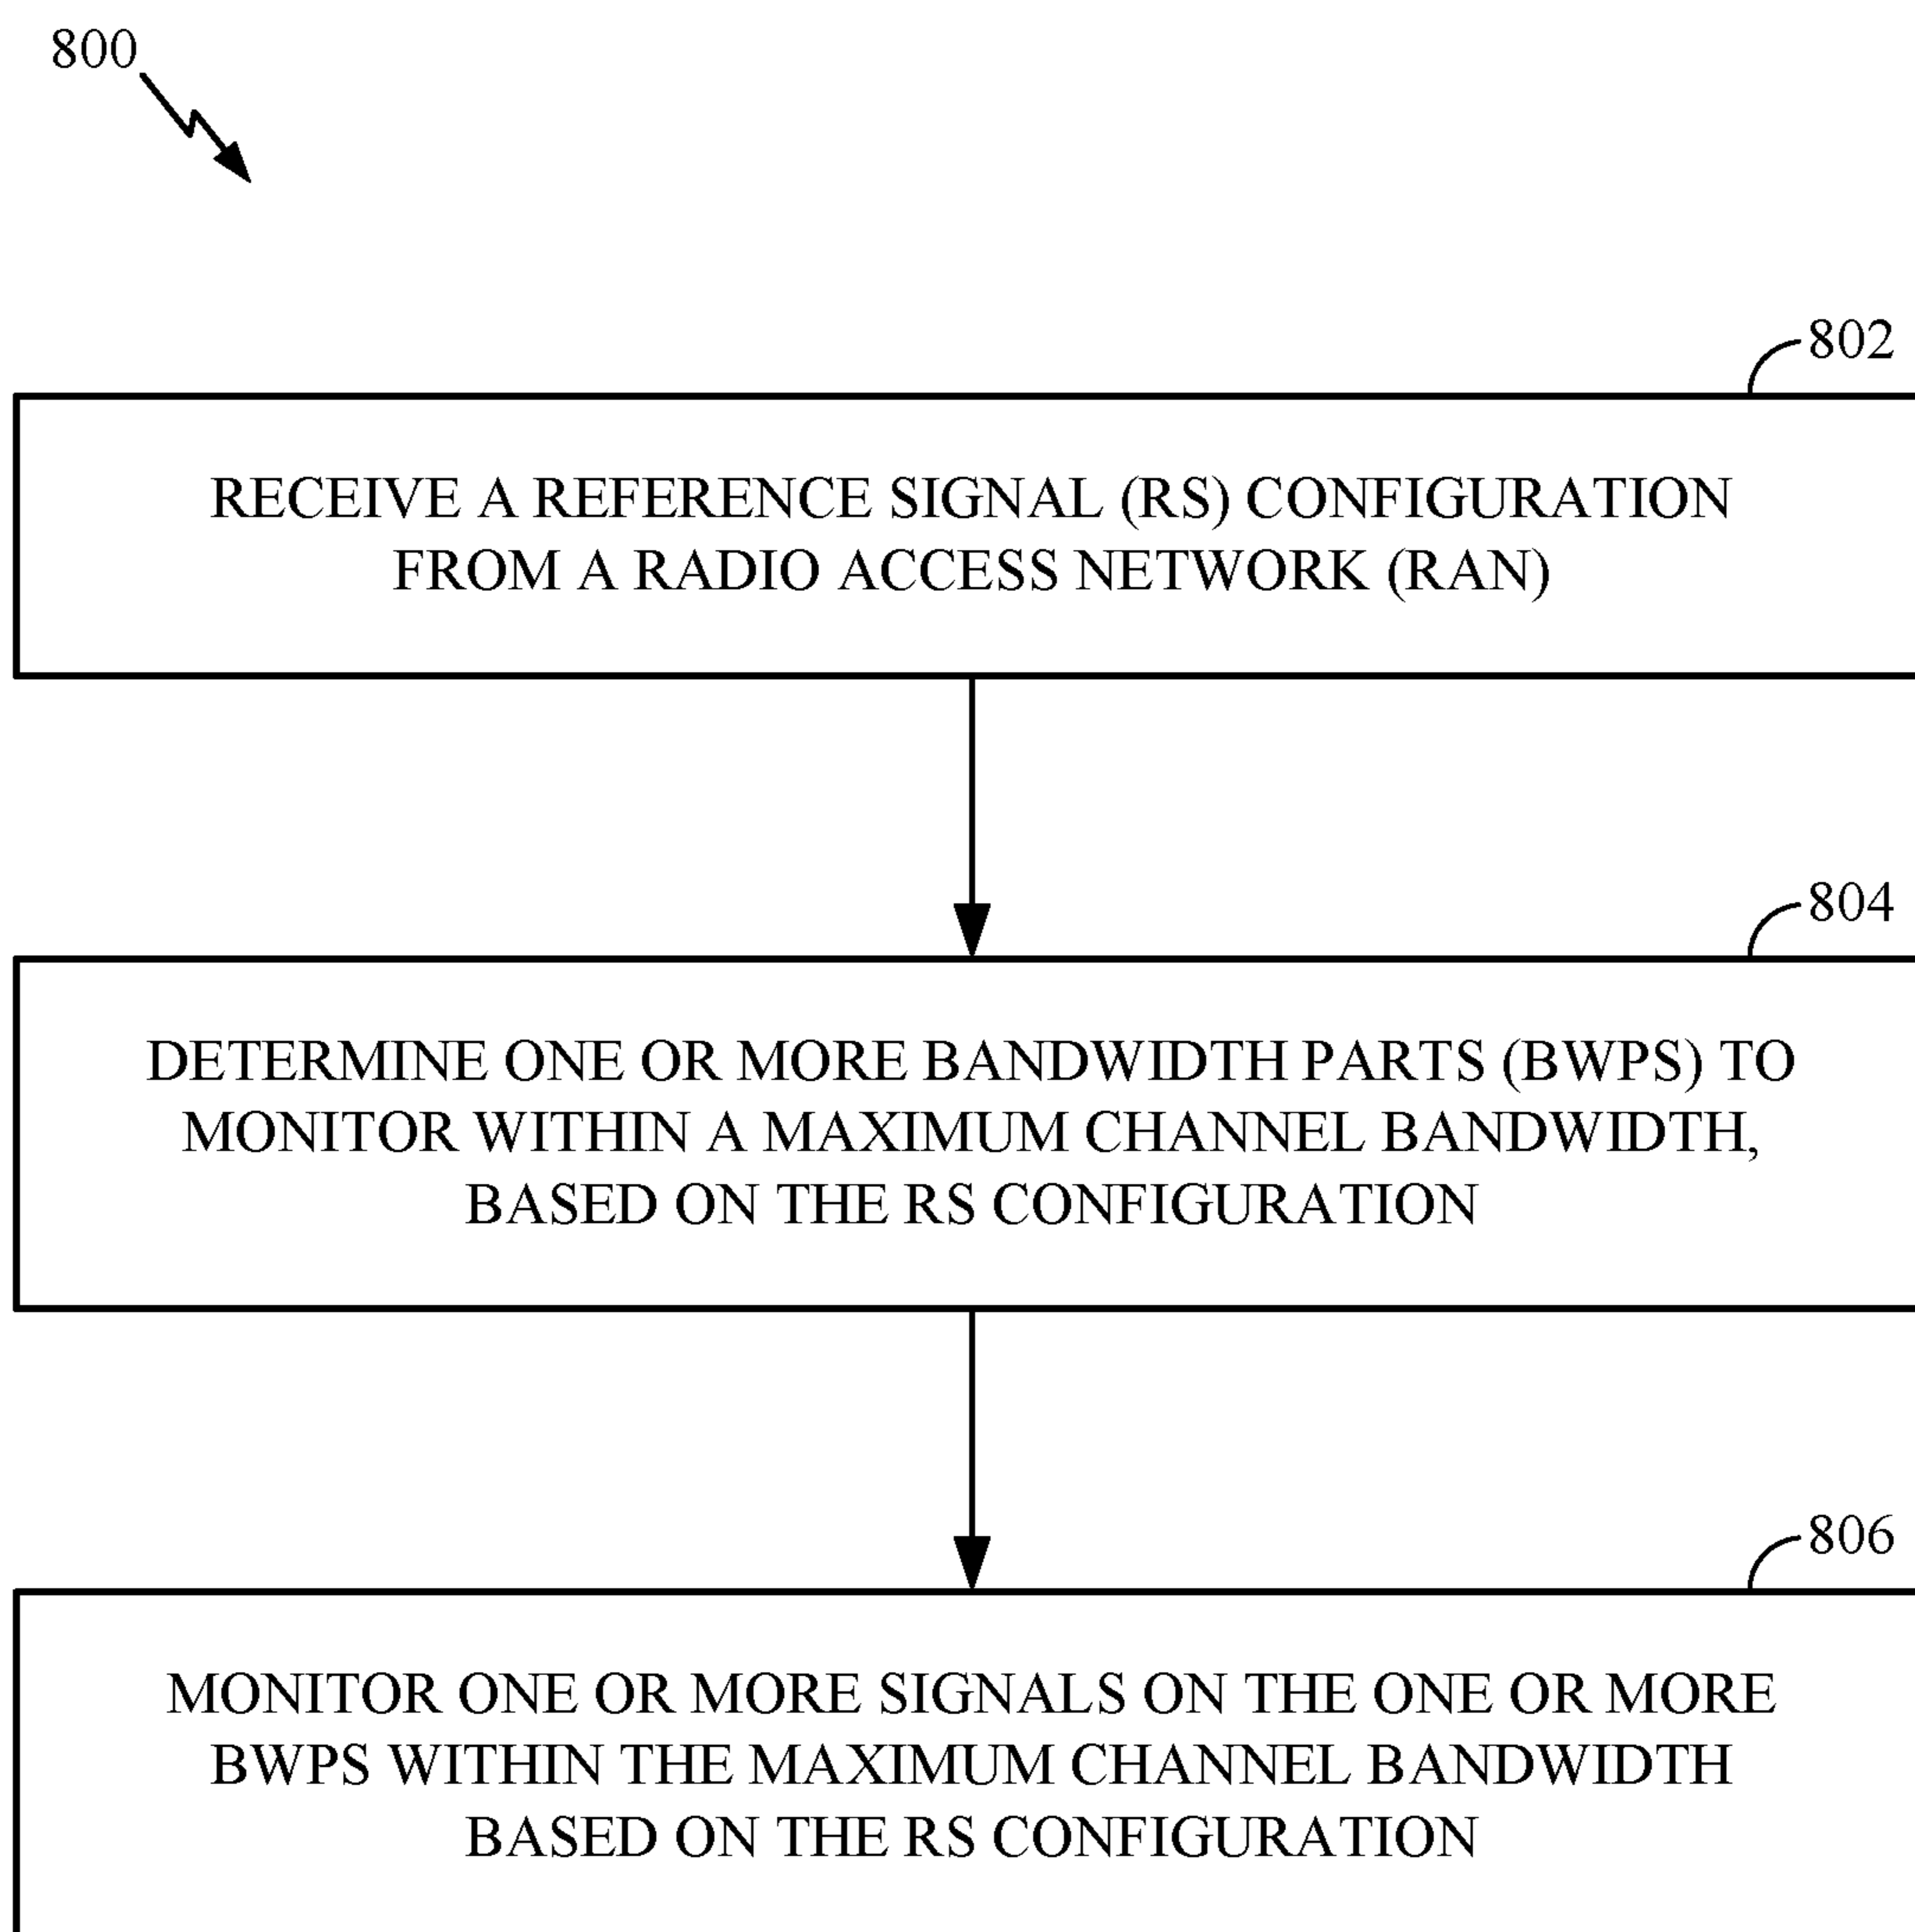 800
802
RECEIVE A REFERENCE SIGNAL (RS) CONFIGURATION
FROM A RADIO ACCESS NETWORK (RAN)
804
DETERMINE ONE OR MORE BANDWIDTH PARTS (BWPS) TO
MONITOR WITHIN A MAXIMUM CHANNEL BANDWIDTH,
BASED ON THE RS CONFIGURATION
806
MONITOR ONE OR MORE SIGNALS ON THE ONE OR MORE
BWPS WITHIN THE MAXIMUM CHANNEL BANDWIDTH
BASED ON THE RS CONFIGURATION